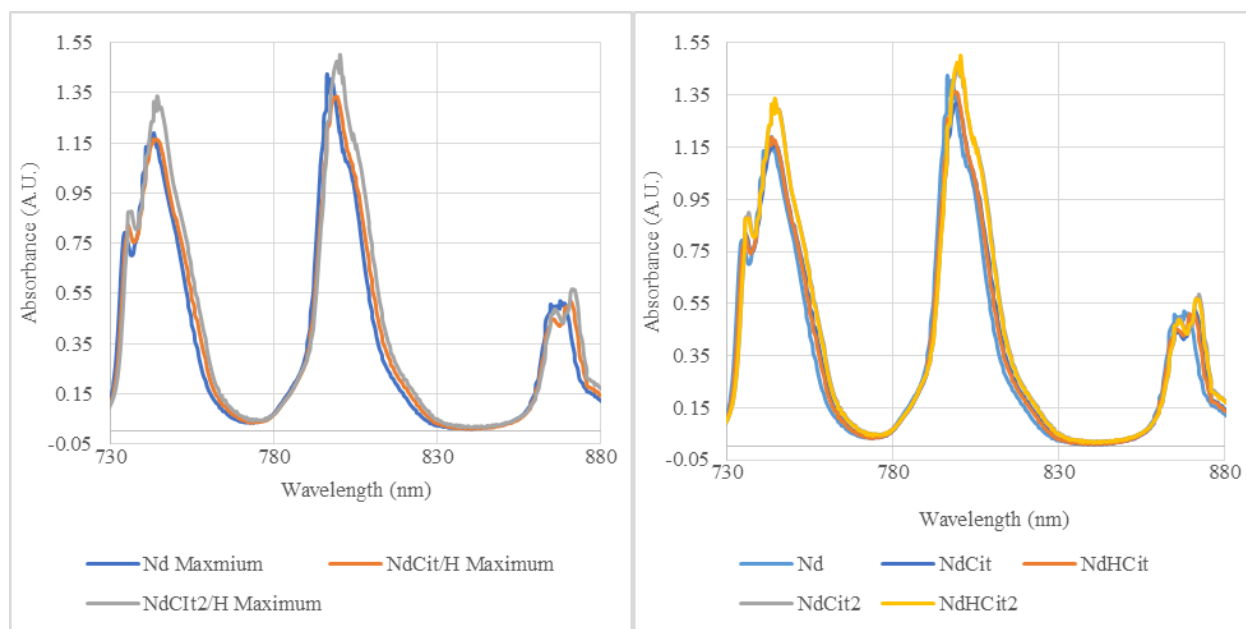 1.55
1.35
1.15
0.95
0.75
0.55
0.35
0.15
-0.05
Absorbance (A.U.)
730 780 830 880
Wavelength (nm)
Nd Maxmium NdCit/H Maximum
NdCIt2/H Maximum
1.55
1.35
1.15
0.95
0.75
0.55
0.35
0.15
-0.05
Absorbance (A.U.)
730 780 830 880
Wavelength (nm)
Nd NdCit NdHCit
NdCit2 NdHCit2